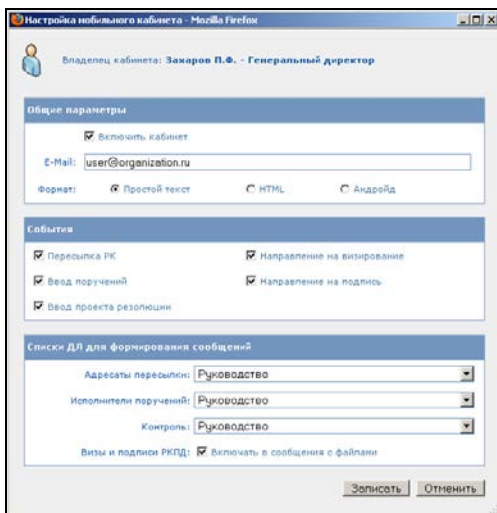 Настройка мобильного кабинета - Mozilla Firefox
Владелец кабинета: Захаров П.Ф. - Генеральный директор
Общие параметры
Включить кабинет
E-Mail: user@organization.ru
Формат: Простой текст HTML Андройд
События
Пересылка РК Направление на визирование
Ввод поручений Направление на подпись
Ввод проекта резолюции
Списки ДЛ для формирования сообщений
Адресаты пересылки: Руководство
Исполнители поручений: Руководство
Контроль: Руководство
Визы и подписи РКПД: Включать в сообщения с файлами
Записать Отменить